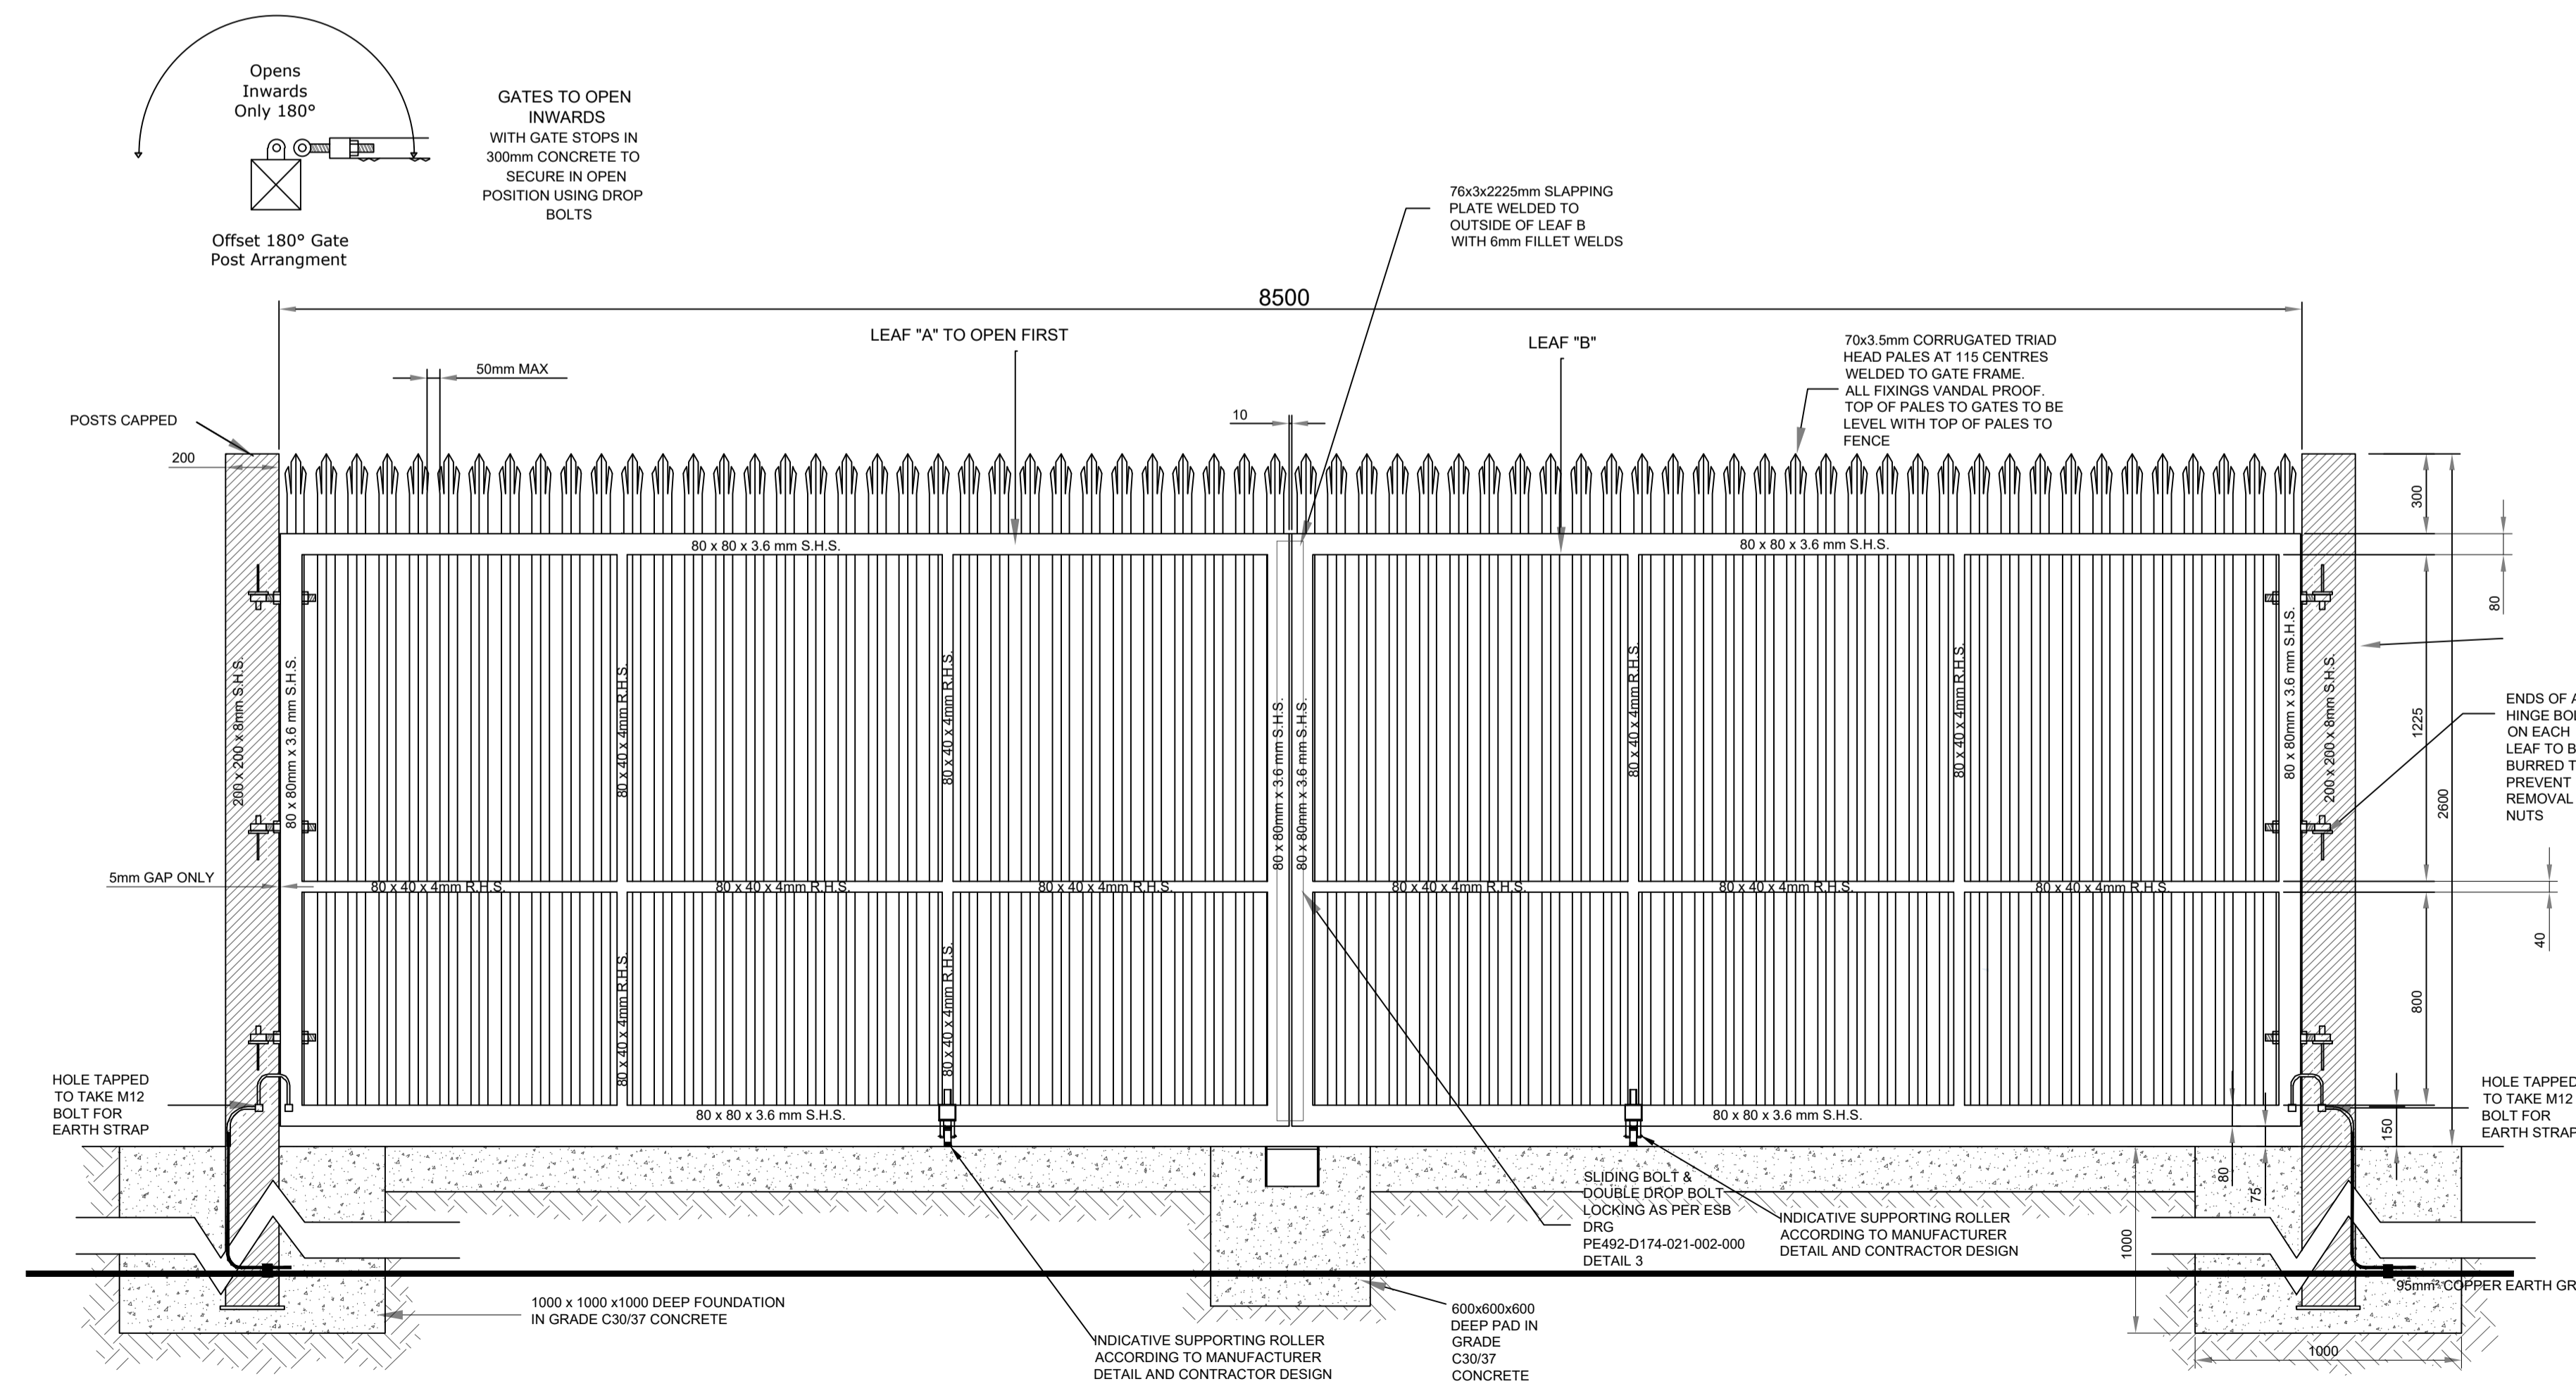 Opens
Inwards
Only 180°
Offset 180° Gate
Post Arrangment
GATES TO OPEN
INWARDS
WITH GATE STOPS IN
300mm CONCRETE TO
SECURE IN OPEN
POSITION USING DROP
BOLTS
76x3x2225mm SLAPPING
PLATE WELDED TO
OUTSIDE OF LEAF B
WITH 6mm FILLET WELDS
8500
LEAF "A" TO OPEN FIRST
LEAF "B"
70x3.5mm CORRUGATED TRIAD
HEAD PALES AT 115 CENTRES
WELDED TO GATE FRAME.
ALL FIXINGS VANDAL PROOF.
TOP OF PALES TO GATES TO BE
LEVEL WITH TOP OF PALES TO
FENCE
50mm MAX
POSTS CAPPED
10
200
300
80 x 80 x 3.6 mm S.H.S.
80 x 80 x 3.6 mm S.H.S.
80
200 x 200 x 8mm S.H.S.
80 x 80mm x 3.6 mm S.H.S.
80 x 40 x 4mm R.H.S.
80 x 40 x 4mm R.H.S.
80 x 80mm x 3.6 mm S.H.S.
80 x 80mm x 3.6 mm S.H.S.
80 x 40 x 4mm R.H.S.
80 x 40 x 4mm R.H.S.
80 x 80mm x 3.6 mm S.H.S.
200 x 200 x 8mm S.H.S.
1225
2600
ENDS OF A
HINGE BOL
ON EACH
LEAF TO B
BURRED T
PREVENT
REMOVAL
NUTS
5mm GAP ONLY
80 x 40 x 4mm R.H.S.
80 x 40 x 4mm R.H.S.
80 x 40 x 4mm R.H.S.
80 x 40 x 4mm R.H.S.
80 x 40 x 4mm R.H.S.
80 x 40 x 4mm R.H.S.
40
80 x 40 x 4mm R.H.S.
80 x 40 x 4mm R.H.S.
800
HOLE TAPPED
TO TAKE M12
BOLT FOR
EARTH STRAP
80 x 80 x 3.6 mm S.H.S.
80 x 80 x 3.6 mm S.H.S.
HOLE TAPPED
TO TAKE M12
BOLT FOR
EARTH STRAP
150
80
75
SLIDING BOLT &
DOUBLE DROP BOLT
LOCKING AS PER ESB
DRG
PE492-D174-021-002-000
DETAIL 3
INDICATIVE SUPPORTING ROLLER
ACCORDING TO MANUFACTURER
DETAIL AND CONTRACTOR DESIGN
1000
95mm² COPPER EARTH GR
1000 x 1000 x1000 DEEP FOUNDATION
IN GRADE C30/37 CONCRETE
INDICATIVE SUPPORTING ROLLER
ACCORDING TO MANUFACTURER
DETAIL AND CONTRACTOR DESIGN
600x600x600
DEEP PAD IN
GRADE
C30/37
CONCRETE
1000